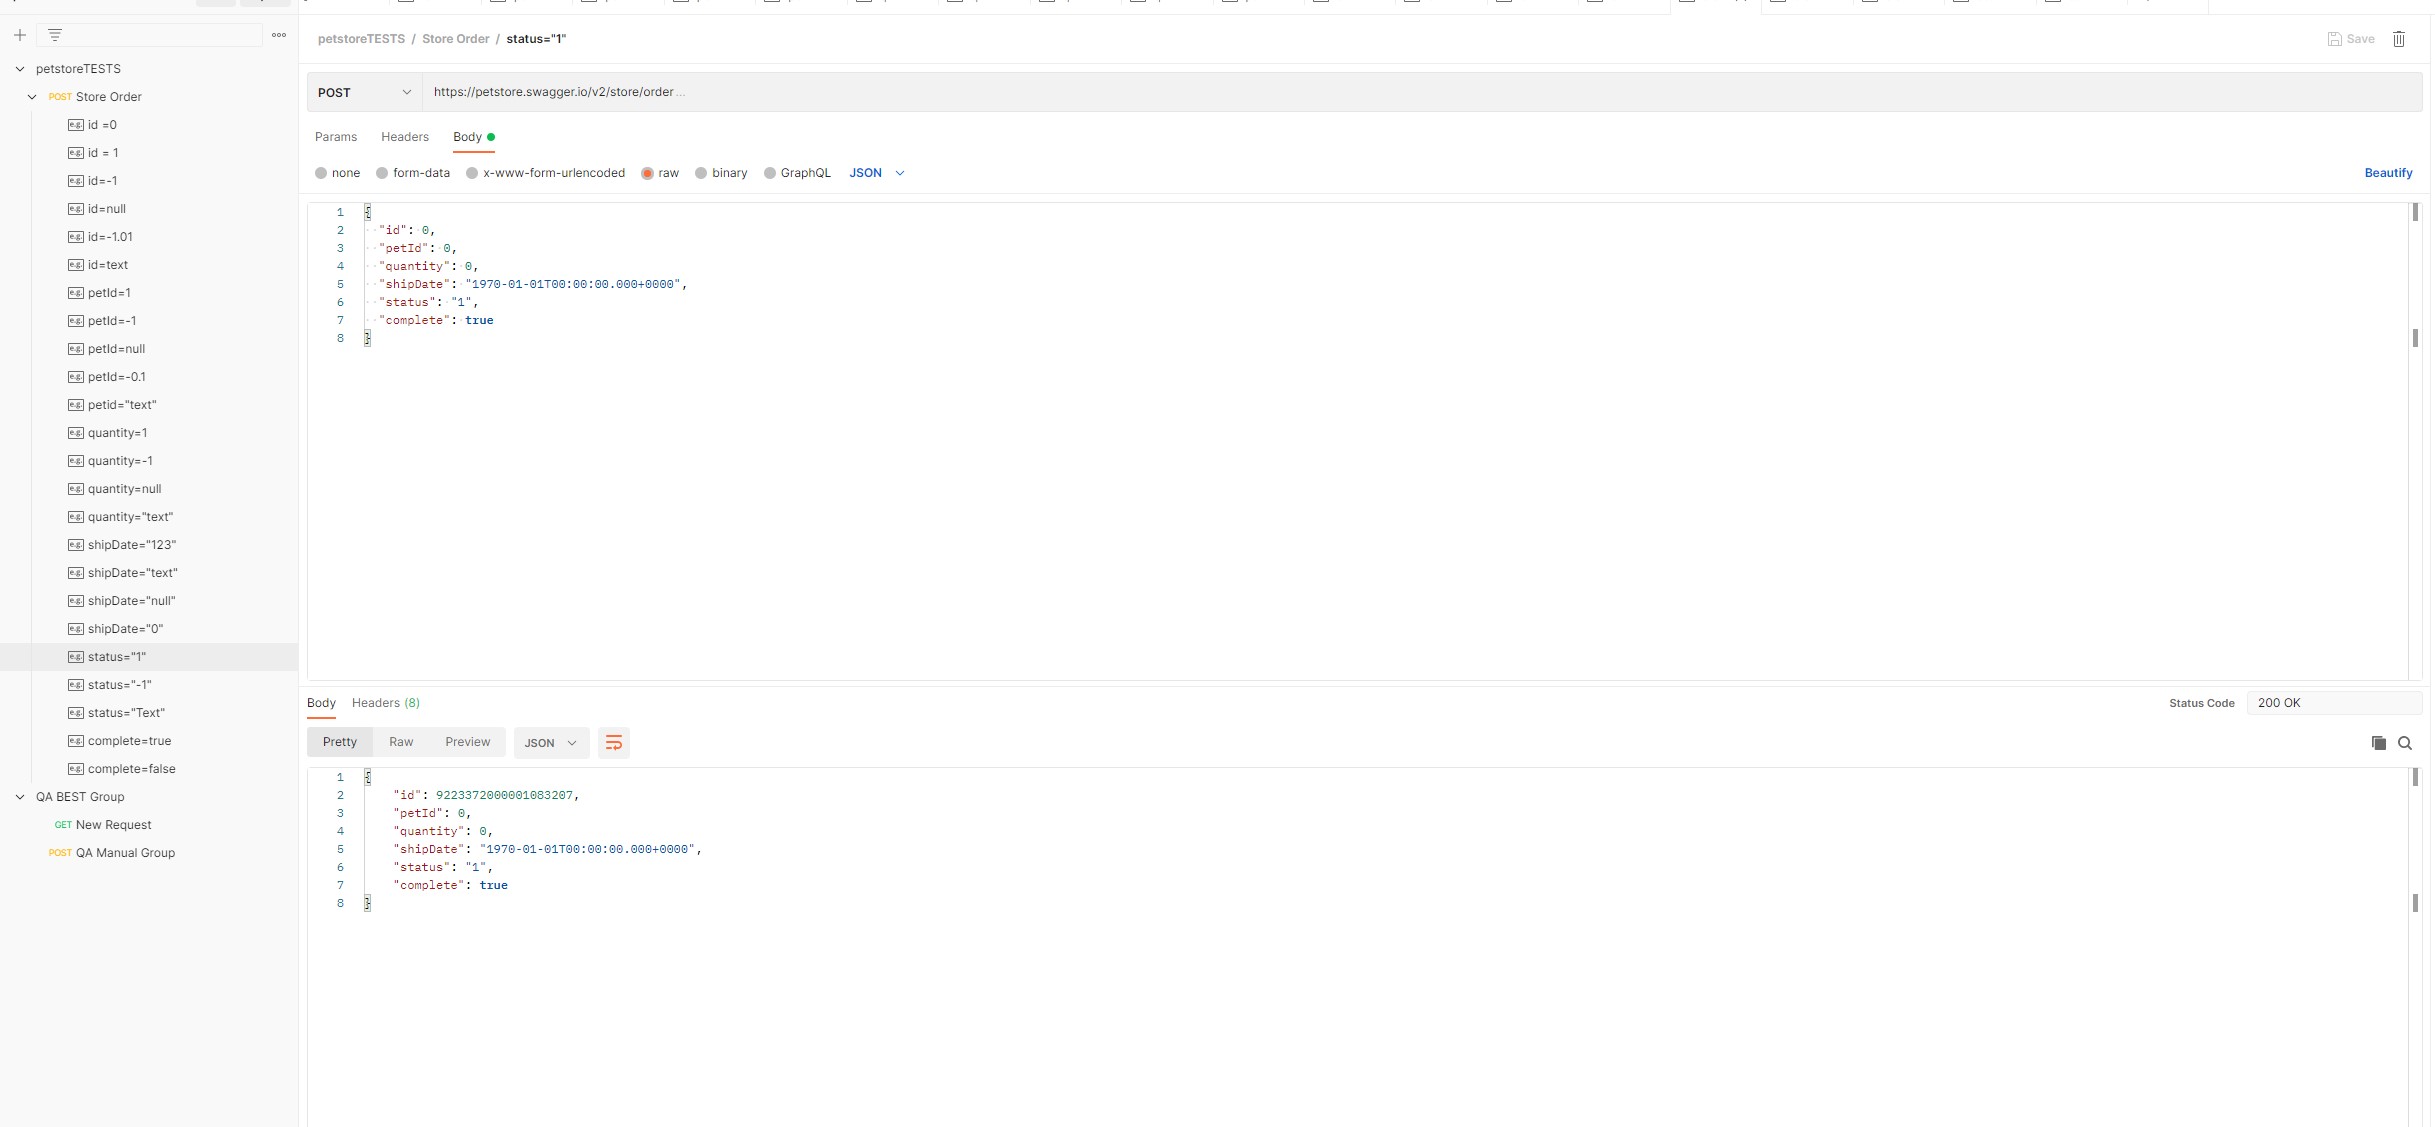 petstoreTESTS
POST Store Order
e.g. id =0
e.g. id = 1
e.g. id=-1
e.g. id=null
e.g. id=-1.01
e.g. id=text
e.g. petId=1
e.g. petId=-1
e.g. petId=null
e.g. petId=-0.1
e.g. petid="text"
e.g. quantity=1
e.g. quantity=-1
e.g. quantity=null
e.g. quantity="text"
e.g. shipDate="123"
e.g. shipDate="text"
e.g. shipDate="null"
e.g. shipDate="0"
e.g. status="1"
e.g. status="-1"
e.g. status="Text"
e.g. complete=true
e.g. complete=false
QA BEST Group
GET New Request
POST QA Manual Group
petstoreTESTS / Store Order / status="1"
Save
POST https://petstore.swagger.io/v2/store/order ...
Params Headers Body
none form-data x-www-form-urlencoded raw binary GraphQL JSON Beautify
1 {
2 "id": 0,
3 "petId": 0,
4 "quantity": 0,
5 "shipDate": "1970-01-01T00:00:00.000+0000",
6 "status": "1",
7 "complete": true
8 }
Body Headers (8) Status Code 200 OK
Pretty Raw Preview JSON
1 {
2 "id": 9223372000001083207,
3 "petId": 0,
4 "quantity": 0,
5 "shipDate": "1970-01-01T00:00:00.000+0000",
6 "status": "1",
7 "complete": true
8 }